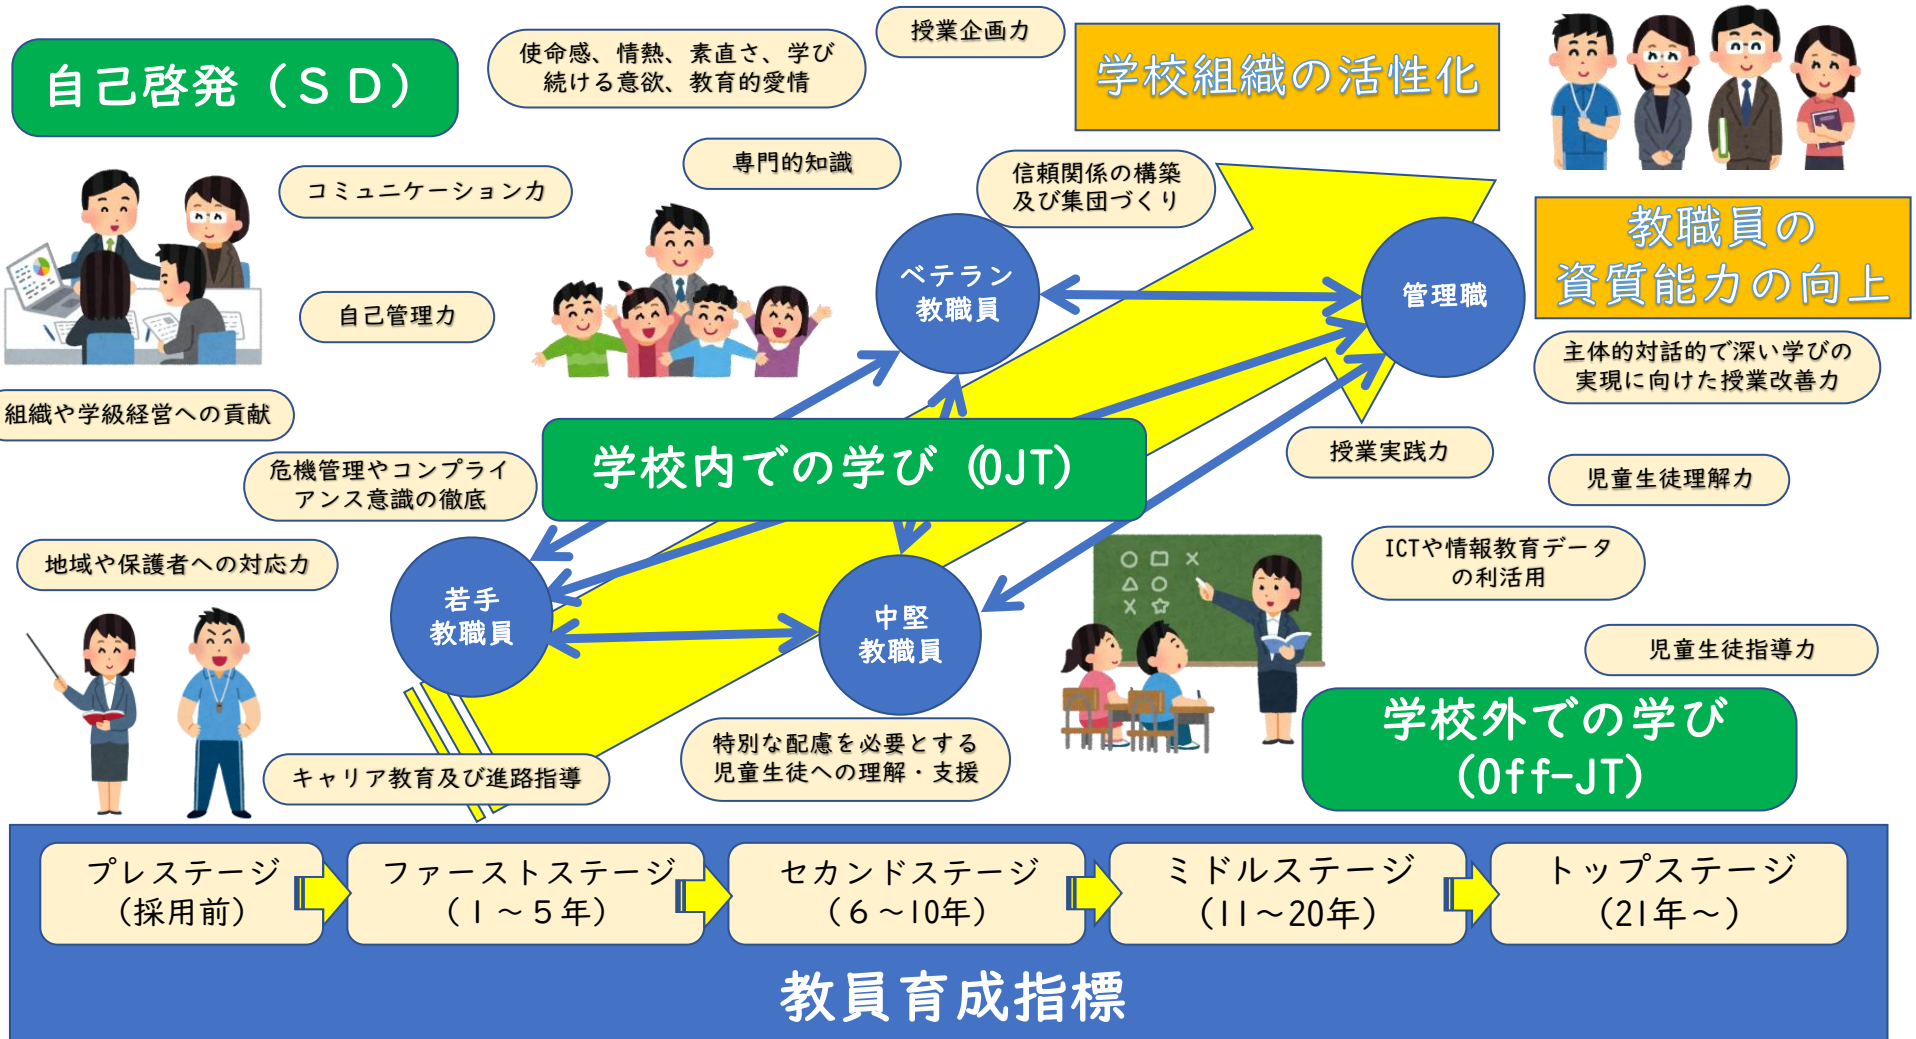 自己啓発（ＳＤ）
使命感、情熱、素直さ、学び
続ける意欲、教育的愛情
授業企画力
学校組織の活性化
コミュニケーション力
専門的知識
信頼関係の構築
及び集団づくり
教職員の
資質能力の向上
ベテラン
教職員
管理職
自己管理力
主体的対話的で深い学びの
実現に向けた授業改善力
組織や学級経営への貢献
学校内での学び（OJT）
授業実践力
危機管理やコンプライ
アンス意識の徹底
児童生徒理解力
地域や保護者への対応力
ICTや情報教育データ
の利活用
若手
教職員
中堅
教職員
児童生徒指導力
学校外での学び
（Off-JT）
キャリア教育及び進路指導
特別な配慮を必要とする
児童生徒への理解・支援
プレステージ
（採用前）
ファーストステージ
（１～５年）
セカンドステージ
（６～10年）
ミドルステージ
（11～20年）
トップステージ
（21年～）
教員育成指標